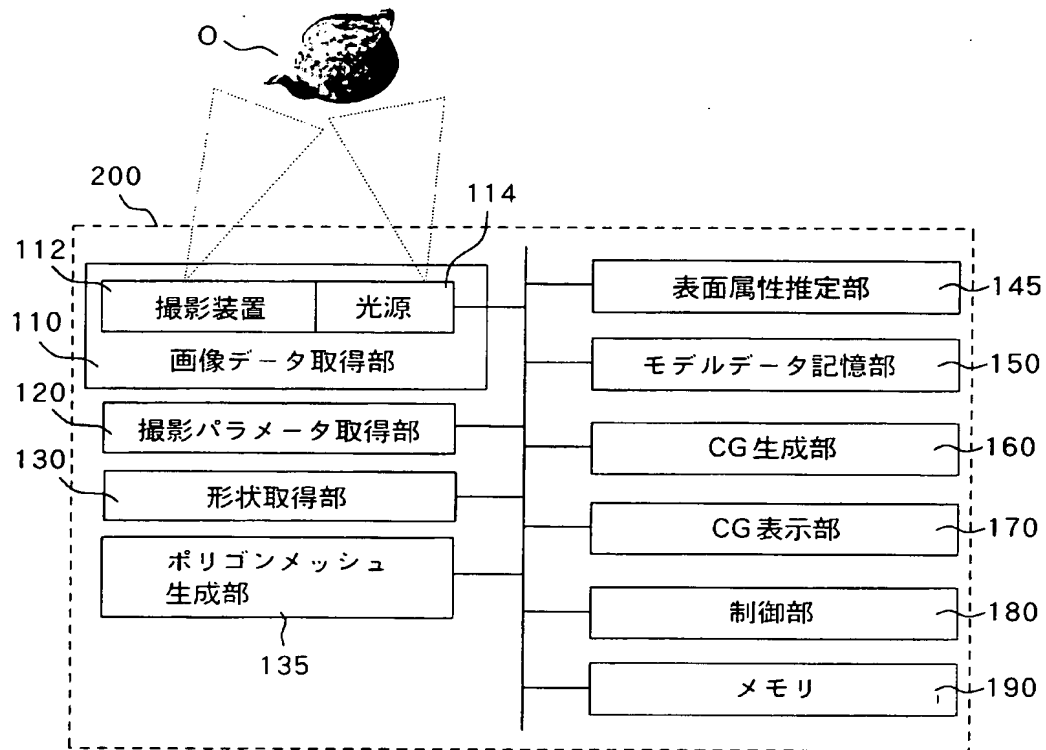 O
200
114
112
撮影装置
光源
110
画像データ取得部
120
撮影パラメータ取得部
130
形状取得部
ポリゴンメッシュ
生成部
135
表面属性推定部
145
モデルデータ記憶部
150
CG生成部
160
CG表示部
170
制御部
180
メモリ
190